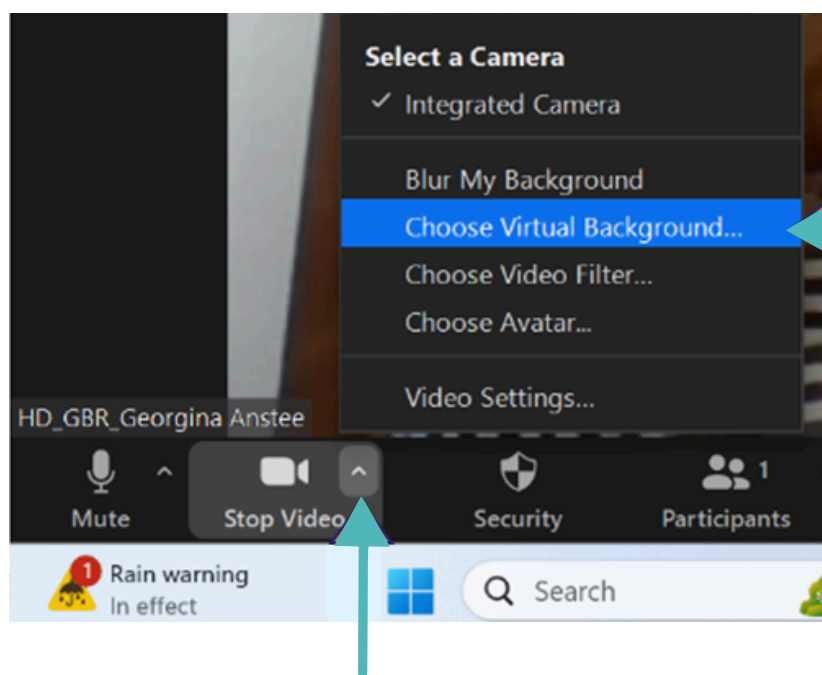 Select a Camera
✓ Integrated Camera
Blur My Background
Choose Virtual Background...
Choose Video Filter...
Choose Avatar...
Video Settings...
HD_GBR_Georgina Anstee
1
Mute Stop Video Security Participants
1 Rain warning
In effect
Search